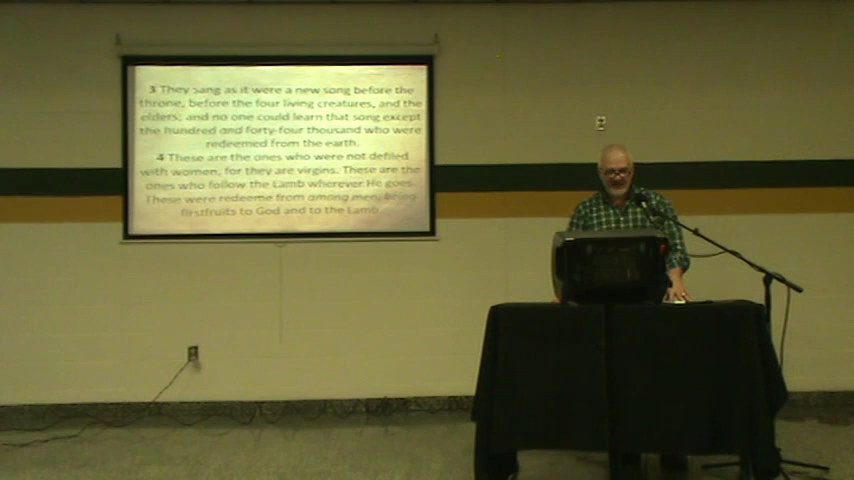 3 They sang as it were a new song before the
throne, before the four living creatures, and the
elders; and no one could learn that song except
the hundred and forty-four thousand who were
redeemed from the earth.
4 These are the ones who were not defiled
with women, for they are virgins. These are the
ones who follow the Lamb wherever He goes.
These were redeeme from among men, being
firstfruits to God and to the Lamb.